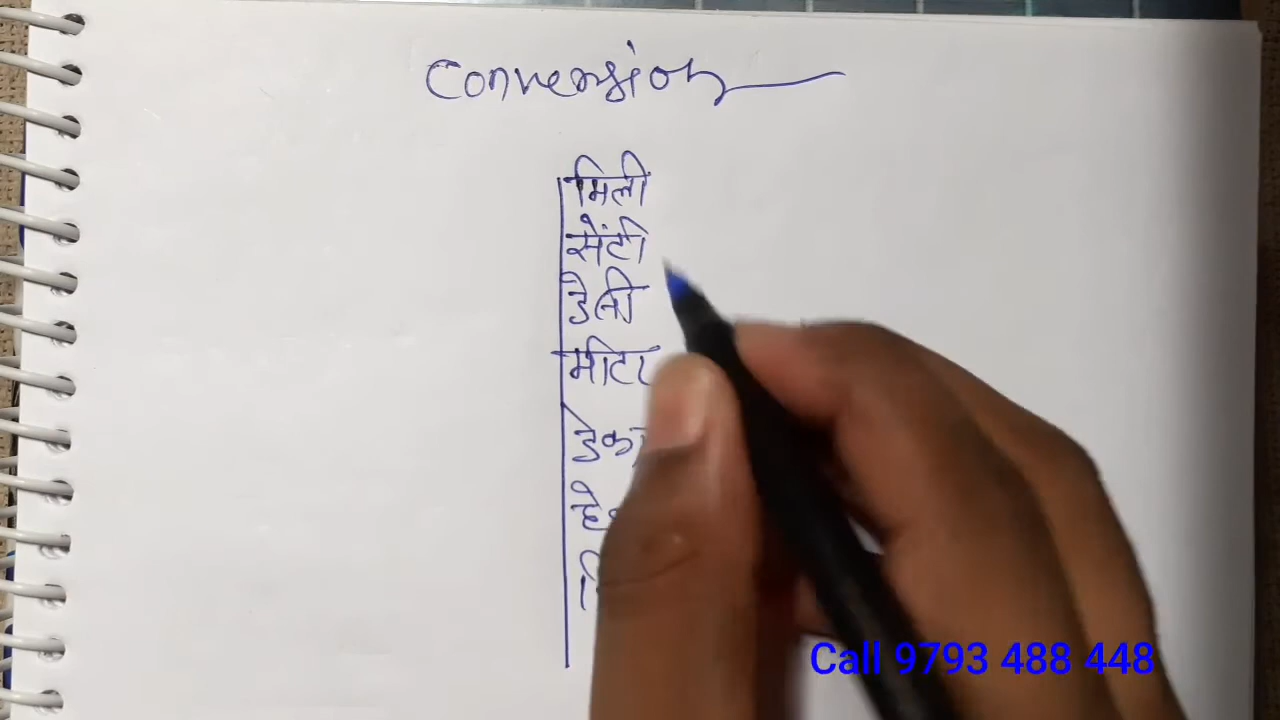 Conversion
मिली
सेंटी
डेसी
मीटर
डेका
Call 9793 488 448